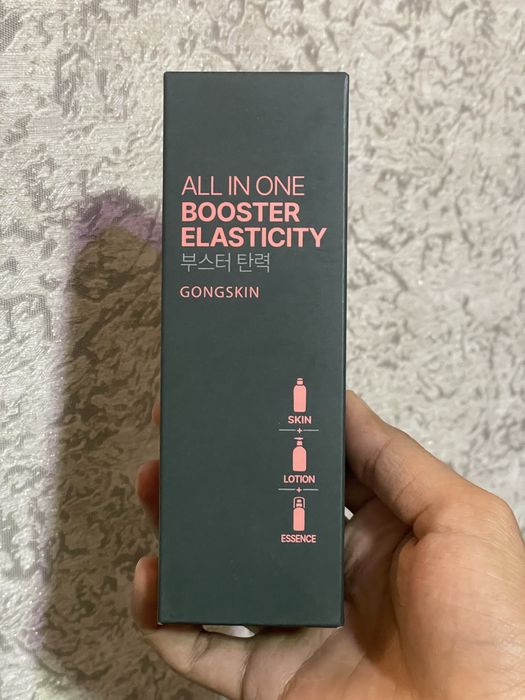 ALL IN ONE
BOOSTER
ELASTICITY
부스터 탄력
GONGSKIN
SKIN
+
LOTION
+
ESSENCE